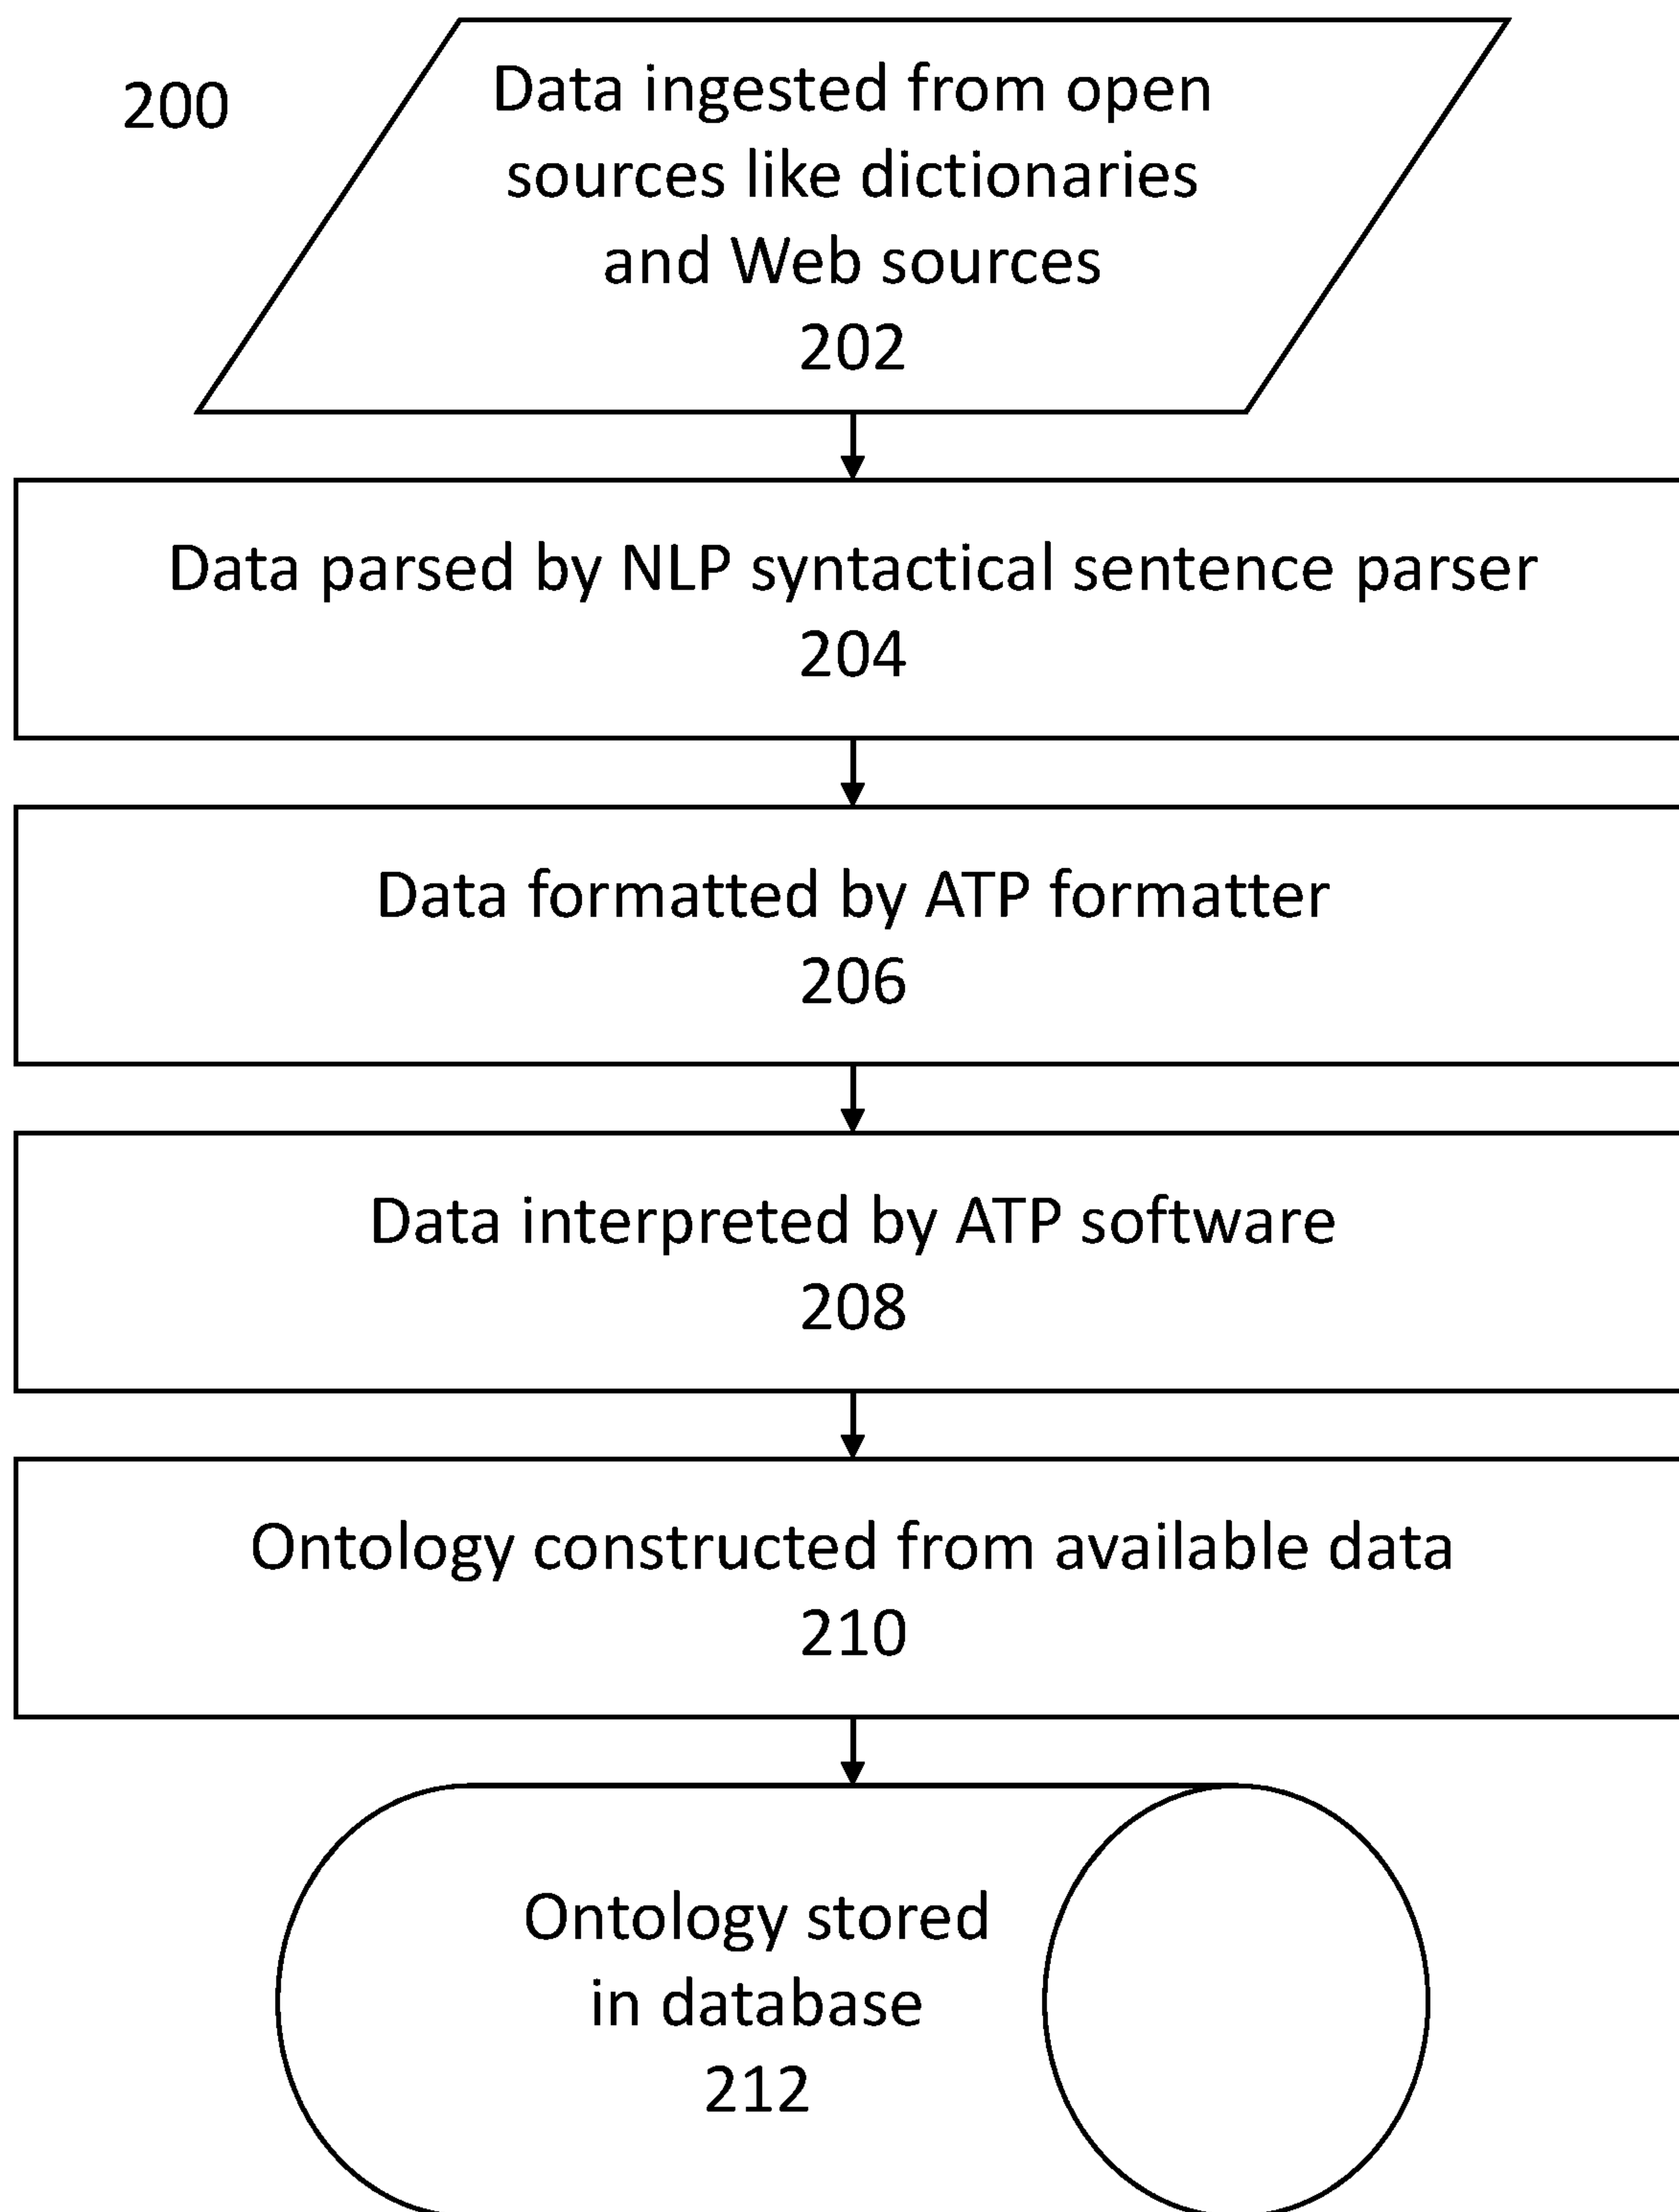 200
Data ingested from open
sources like dictionaries
and Web sources
202
Data parsed by NLP syntactical sentence parser
204
Data formatted by ATP formatter
206
Data interpreted by ATP software
208
Ontology constructed from available data
210
Ontology stored
in database
212